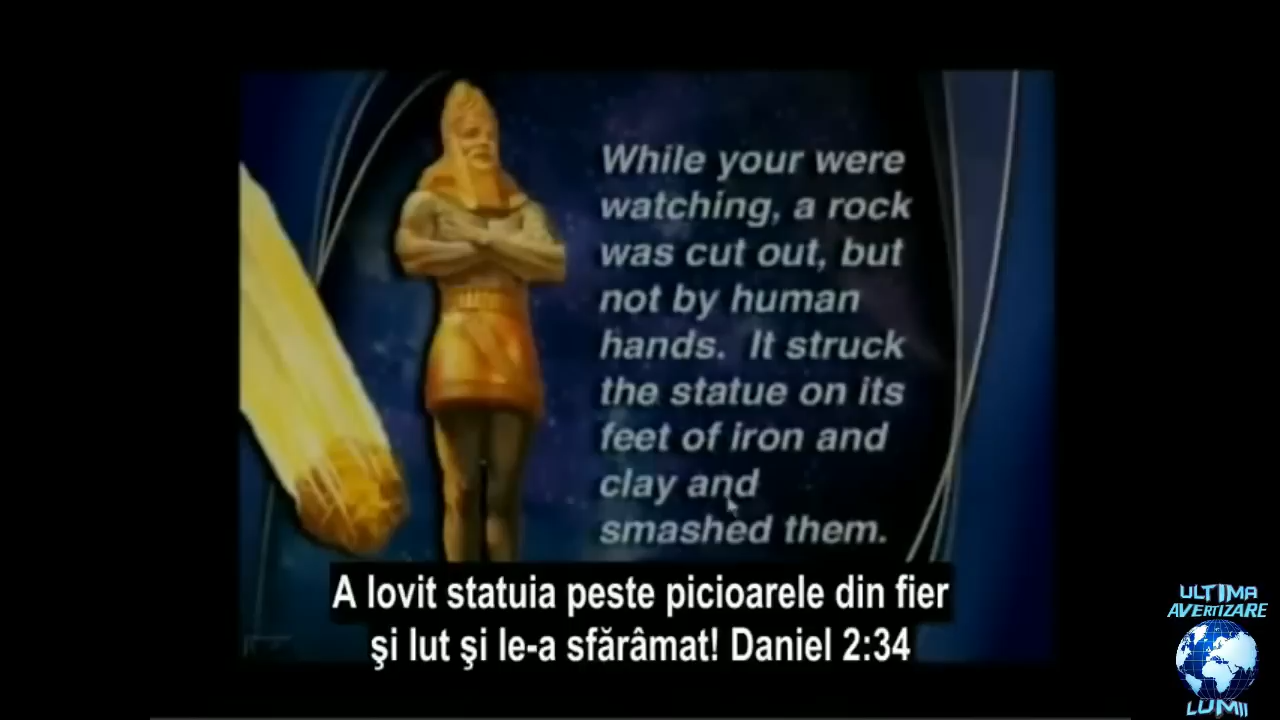 While your were
watching, a rock
was cut out, but
not by human
hands. It struck
the statue on its
feet of iron and
clay and
smashed them.
A lovit statuia peste picioarele din fier
şi lut şi le-a sfărâmat! Daniel 2:34
ULTIMA
AVERTIZARE
LUMII